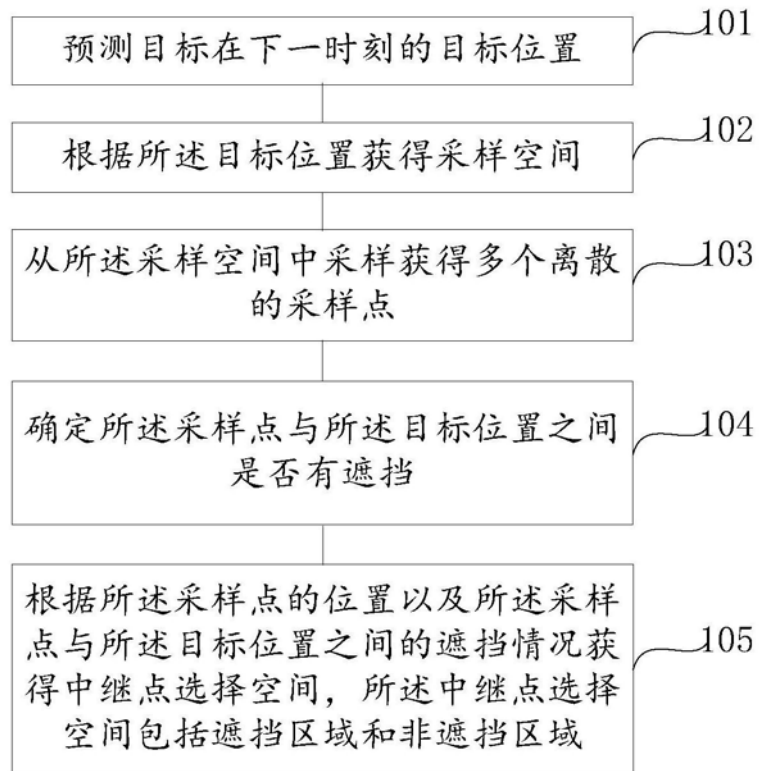 预测目标在下一时刻的目标位置
101
根据所述目标位置获得采样空间
102
从所述采样空间中采样获得多个离散
的采样点
103
确定所述采样点与所述目标位置之间
是否有遮挡
104
根据所述采样点的位置以及所述采样
点与所述目标位置之间的遮挡情况获
得中继点选择空间，所述中继点选择
空间包括遮挡区域和非遮挡区域
105